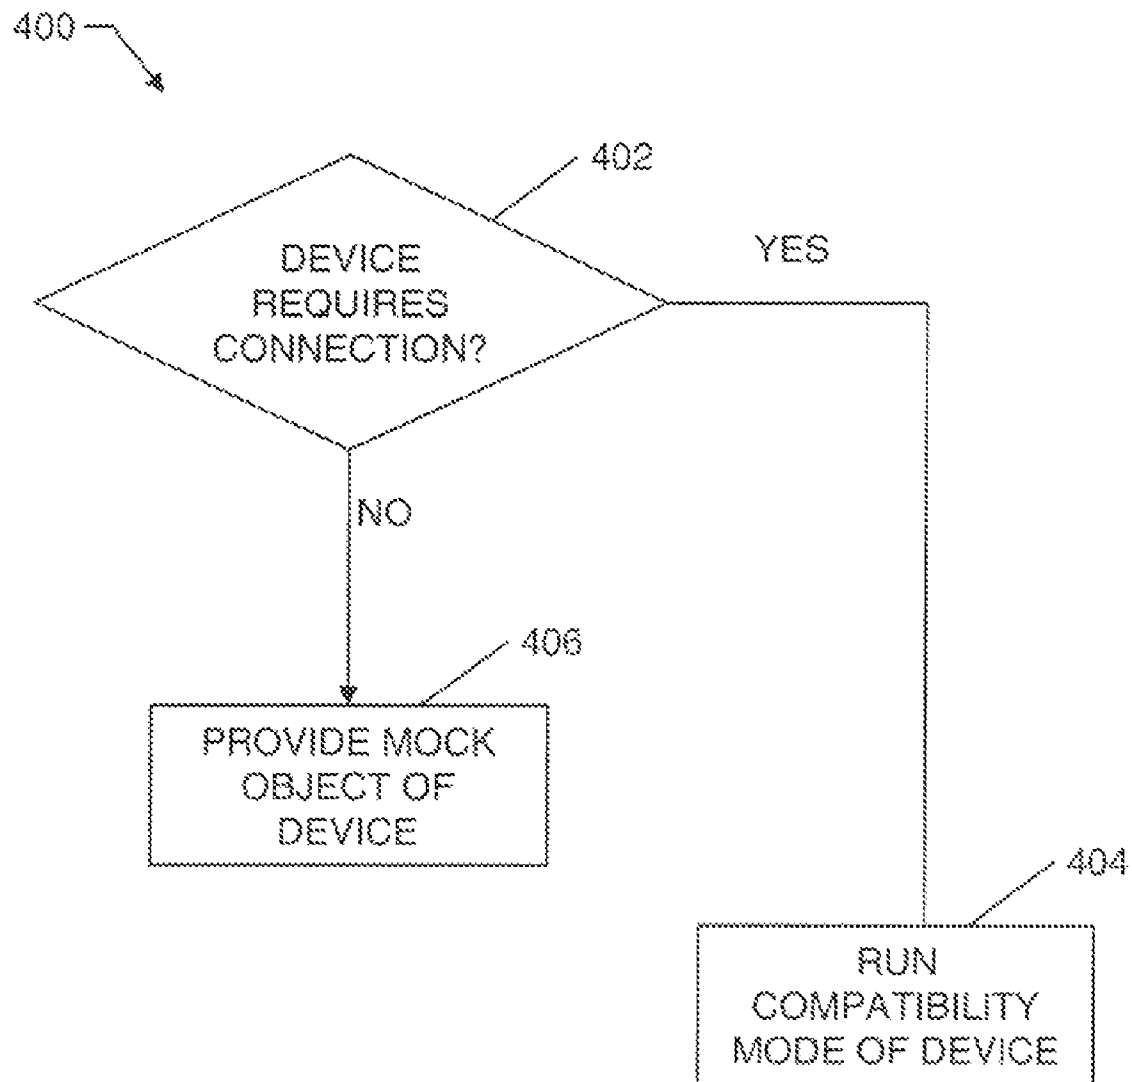 400
402
DEVICE
REQUIRES
CONNECTION?
YES
NO
406
PROVIDE MOCK
OBJECT OF
DEVICE
404
RUN
COMPATIBILITY
MODE OF DEVICE